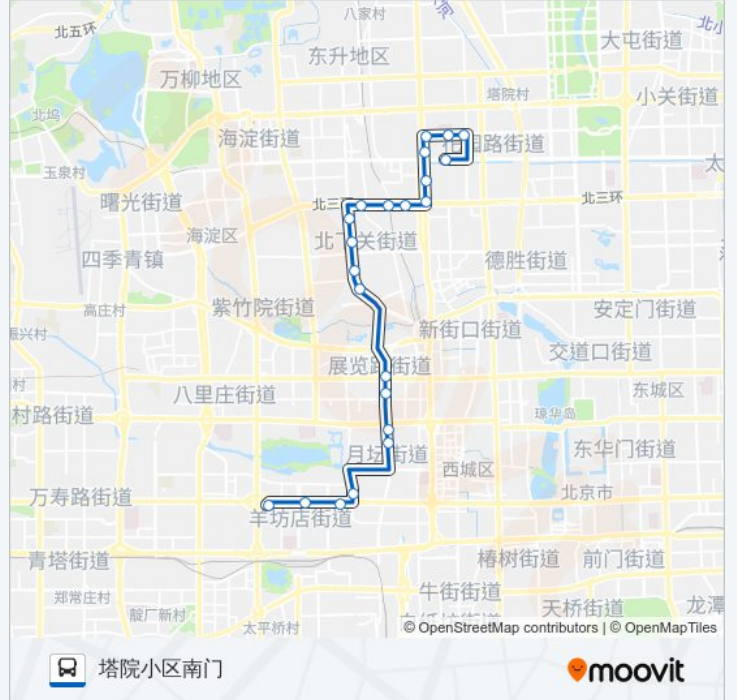 八家村
北五环
东升地区
大屯街道
万柳地区
塔院村
小关街道
北坞
海淀街道
花园路街道
玉泉村
曙光街道
北三环
北三环
海淀区
北下关街道
四季青镇
德胜街道
高庄村
紫竹院街道
安定门街道
新街口街道
展览路街道
交道口街道
八里庄街道
东城区
村路街道
琼华岛
月坛街道
东华门街道
西城区
万寿路街道
北京市
羊坊店街道
青塔街道
椿树街道
前门街道
牛街街道
郑常庄村
靛厂新村
天桥街道
龙潭
太平桥村
© OpenStreetMap contributors | © OpenMapTiles
塔院小区南门
moovit